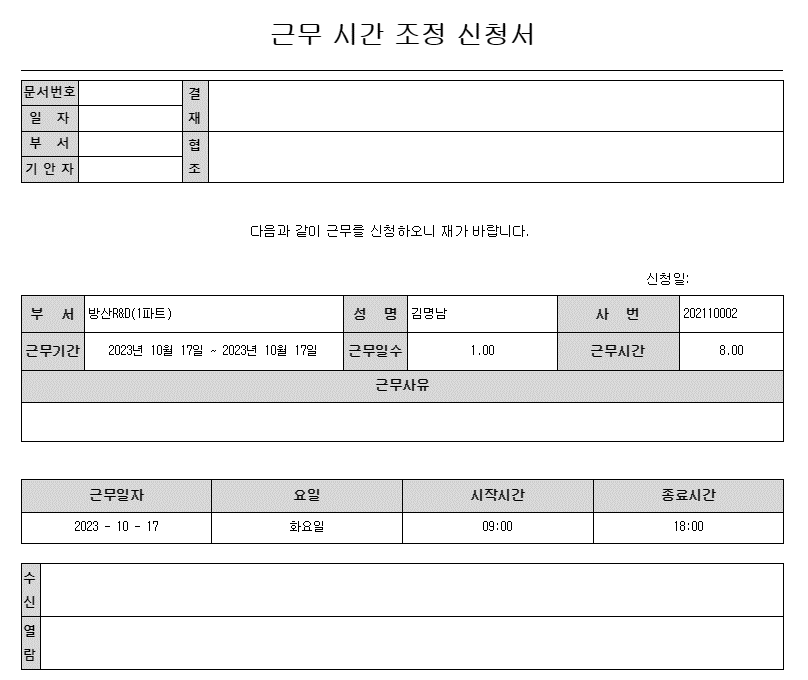 근무 시간 조정 신청서
문서번호 결
일 자 재
부 서 협
기 안 자 조
다음과 같이 근무를 신청하오니 재가 바랍니다.
신청일:
부 서 방산R&D(1파트) 성 명 김명남 사 번 202110002
근무기간 2023년 10월 17일 ~ 2023년 10월 17일 근무일수 1.00 근무시간 8.00
근무사유
근무일자 요일 시작시간 종료시간
2023 - 10 - 17 화요일 09:00 18:00
수
신
열
람